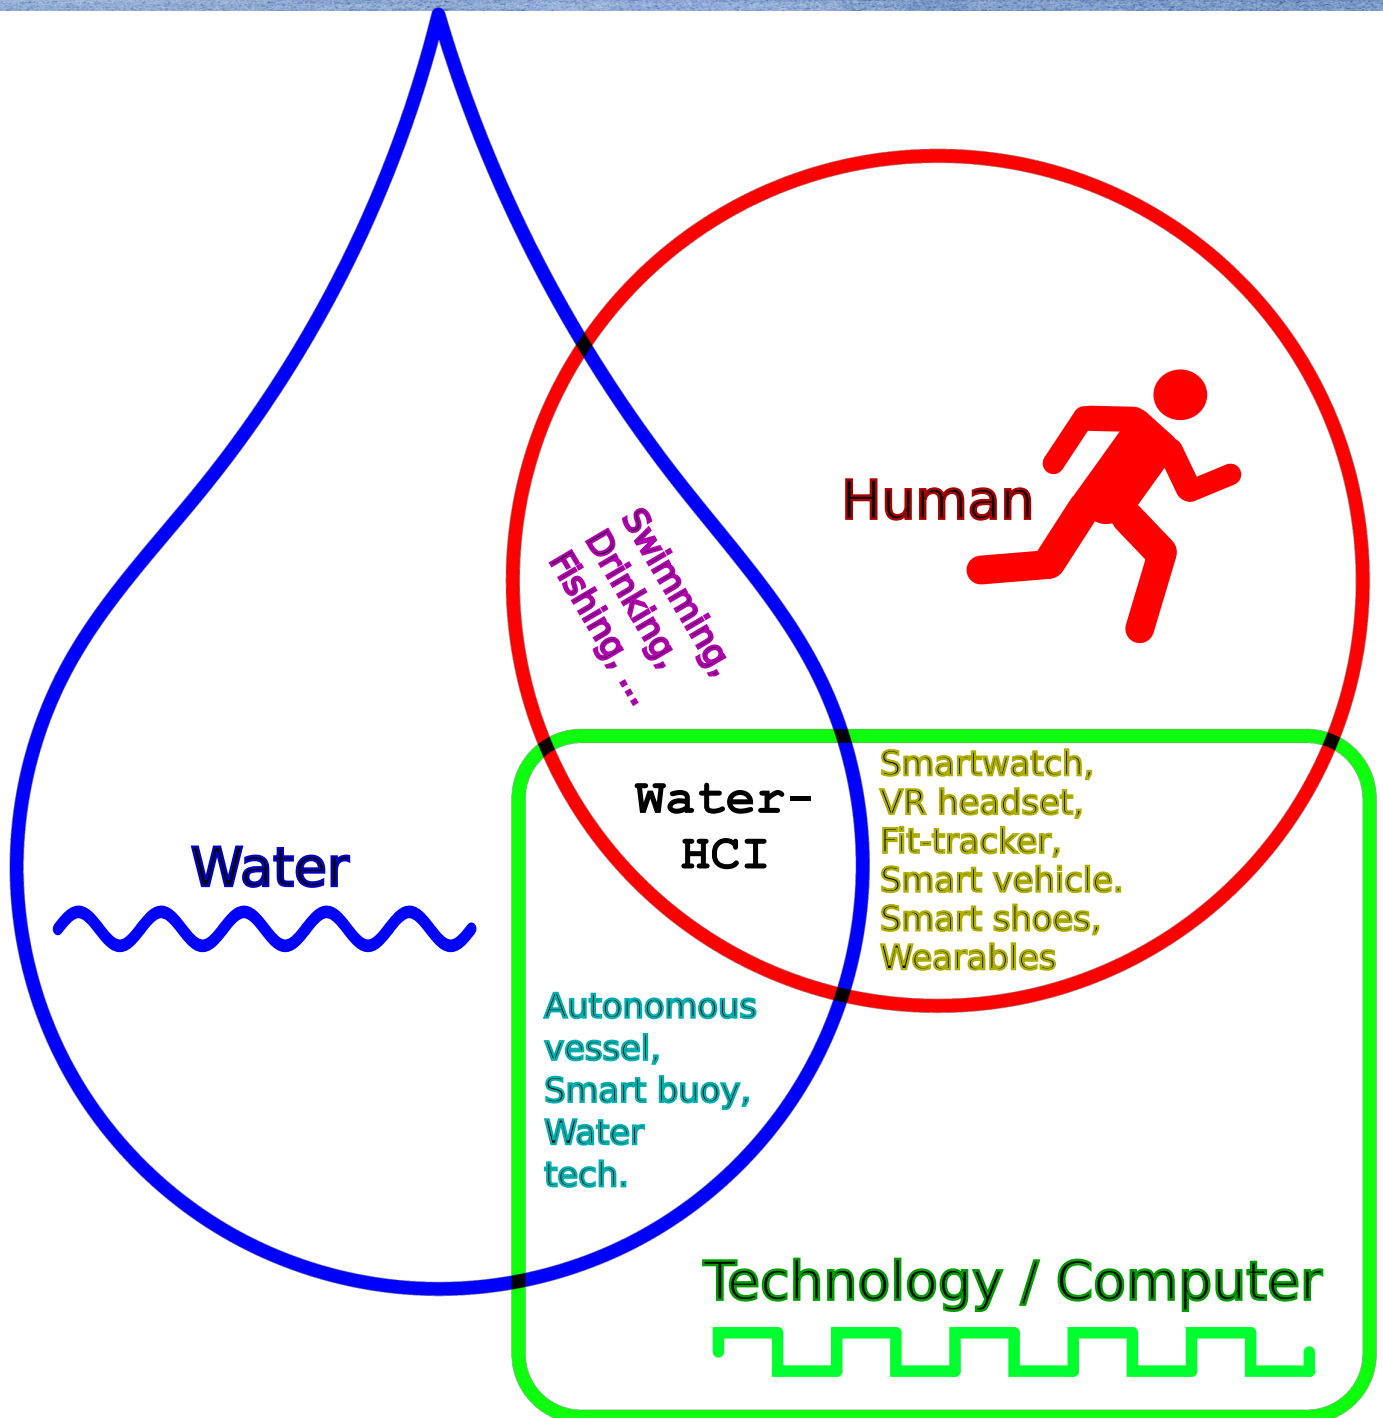 Swimming,
Drinking,
Fishing, ...
Human
Water-
HCI
Smartwatch,
VR headset,
Fit-tracker,
Smart vehicle.
Smart shoes,
Wearables
Water
Autonomous
vessel,
Smart buoy,
Water
tech.
Technology / Computer